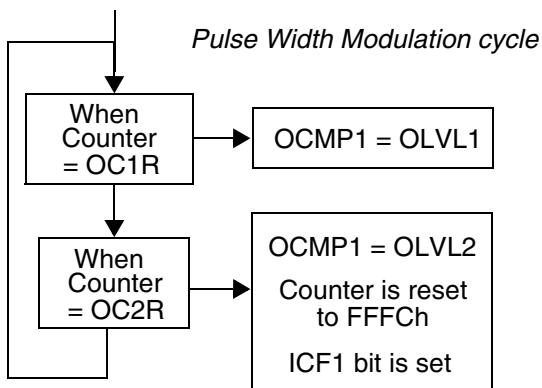 Pulse Width Modulation cycle
When
Counter
= OC1R
OCMP1 = OLVL1
When
Counter
= OC2R
OCMP1 = OLVL2
Counter is reset
to FFFCh
ICF1 bit is set